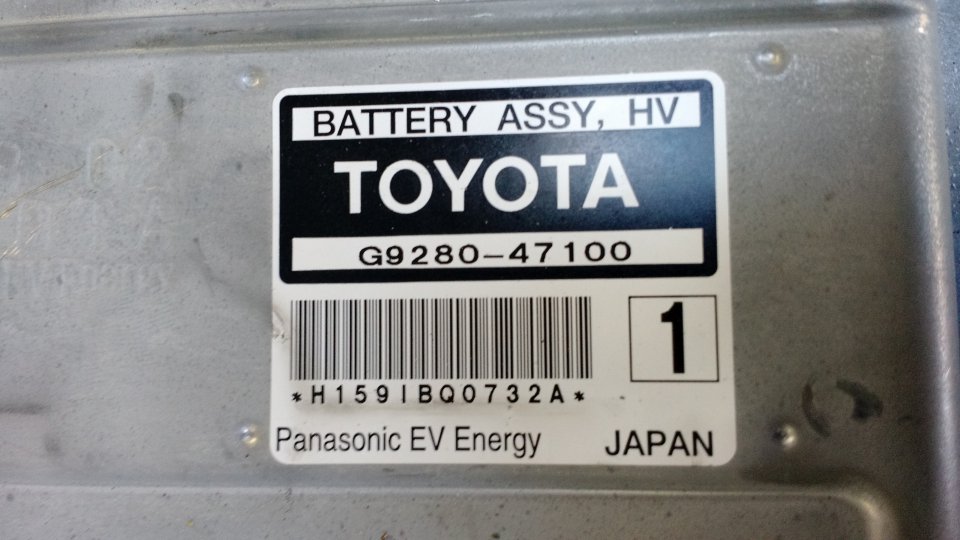 BATTERY ASSY, HV
TOYOTA
G9280-47100
1
*H159IBQ0732A*
Panasonic EV Energy JAPAN